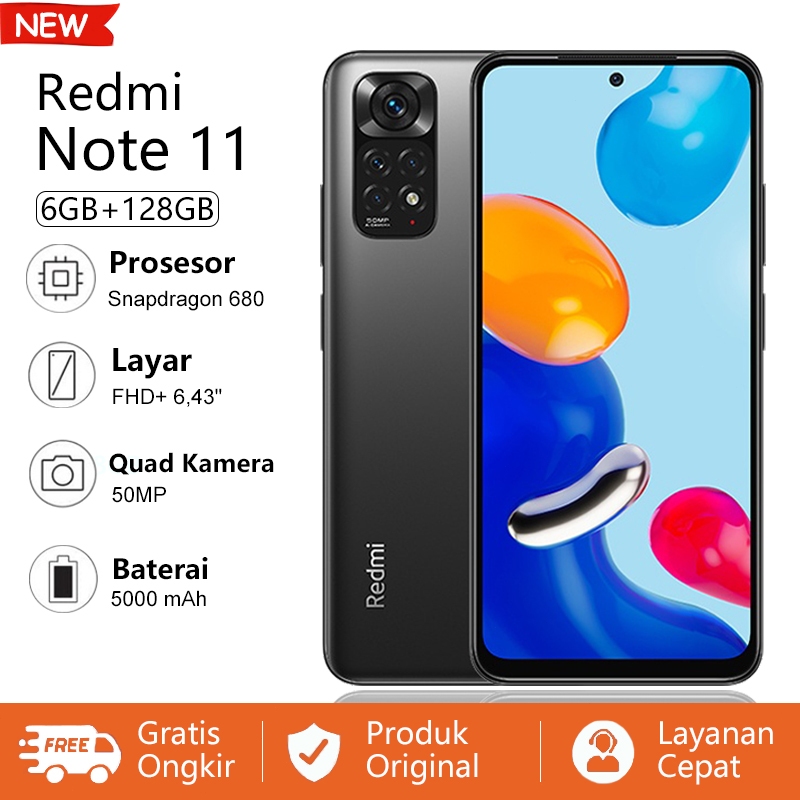 NEW
Redmi
Note 11
6GB+128GB
Prosesor
Snapdragon 680
Layar
FHD+ 6,43"
Quad Kamera
50MP
Baterai
5000 mAh
50MP
Redmi
FREE
Gratis
Ongkir
Produk
Original
Layanan
Cepat